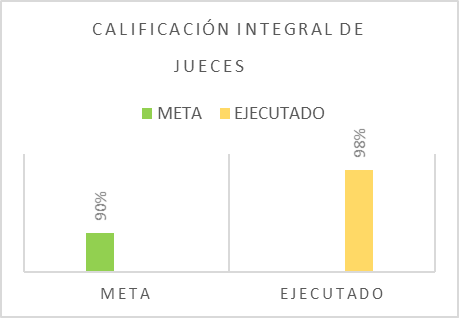 CALIFICACIÓN INTEGRAL DE
JUECES
META EJECUTADO
90%
98%
META EJECUTADO